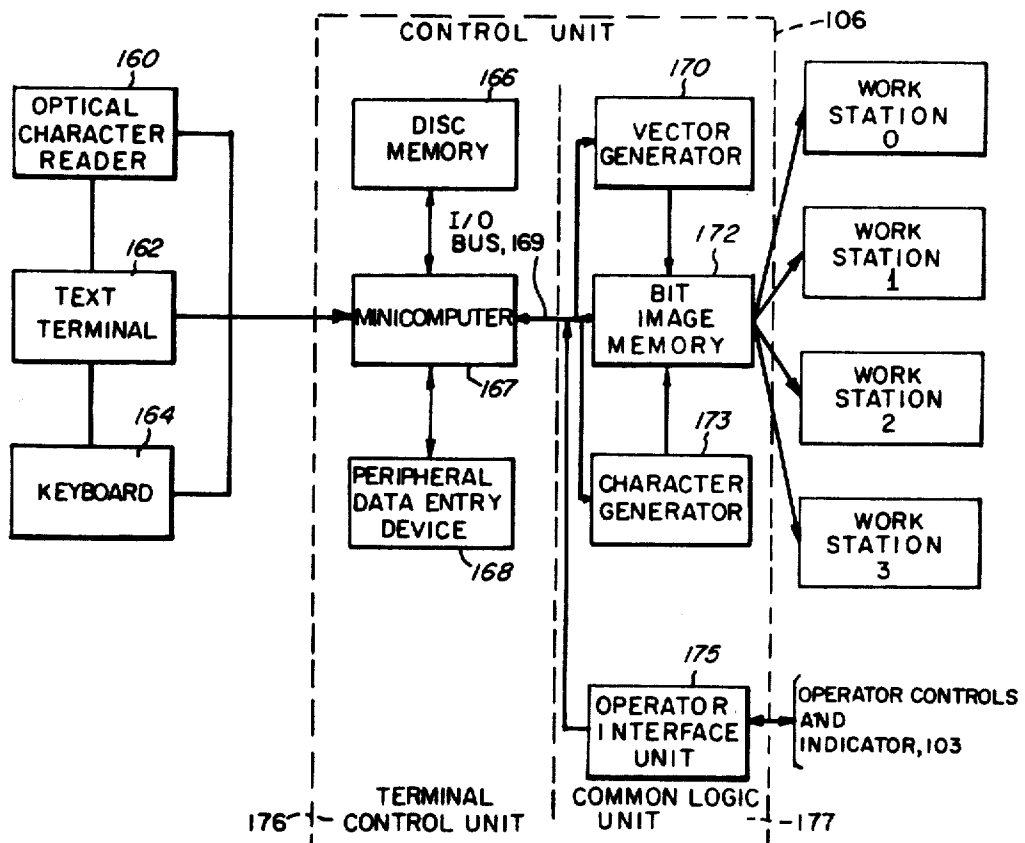 CONTROL UNIT
106
160
OPTICAL
CHARACTER
READER
162
TEXT
TERMINAL
164
KEYBOARD
166
DISC
MEMORY
I/O
BUS, 169
MINICOMPUTER
167
PERIPHERAL
DATA ENTRY
DEVICE
168
170
VECTOR
GENERATOR
172
BIT
IMAGE
MEMORY
173
CHARACTER
GENERATOR
175
OPERATOR
INTERFACE
UNIT
WORK
STATION
0
WORK
STATION
1
WORK
STATION
2
WORK
STATION
3
OPERATOR CONTROLS
AND
INDICATOR, 103
176
TERMINAL
CONTROL UNIT
COMMON LOGIC
UNIT
177